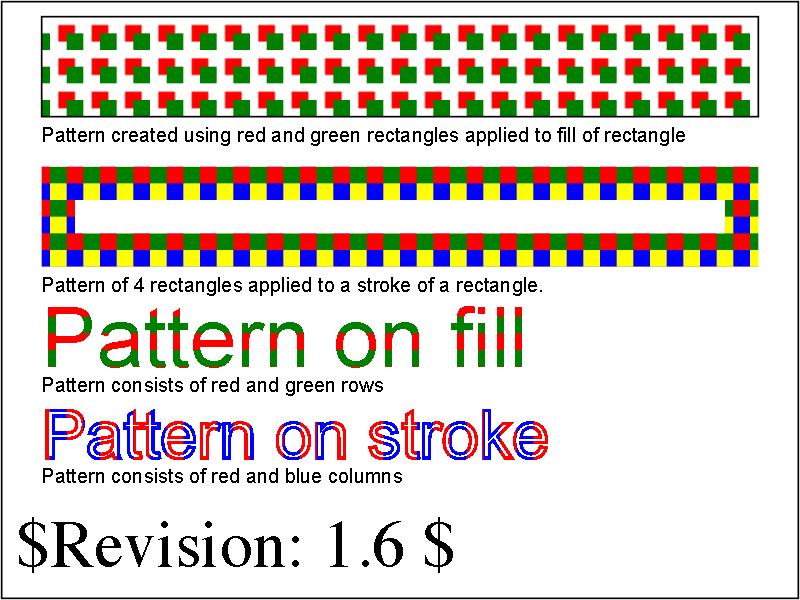 Pattern created using red and green rectangles applied to fill of rectangle
Pattern of 4 rectangles applied to a stroke of a rectangle.
Pattern on fill
Pattern consists of red and green rows
Pattern on stroke
Pattern consists of red and blue columns
$Revision: 1.6 $